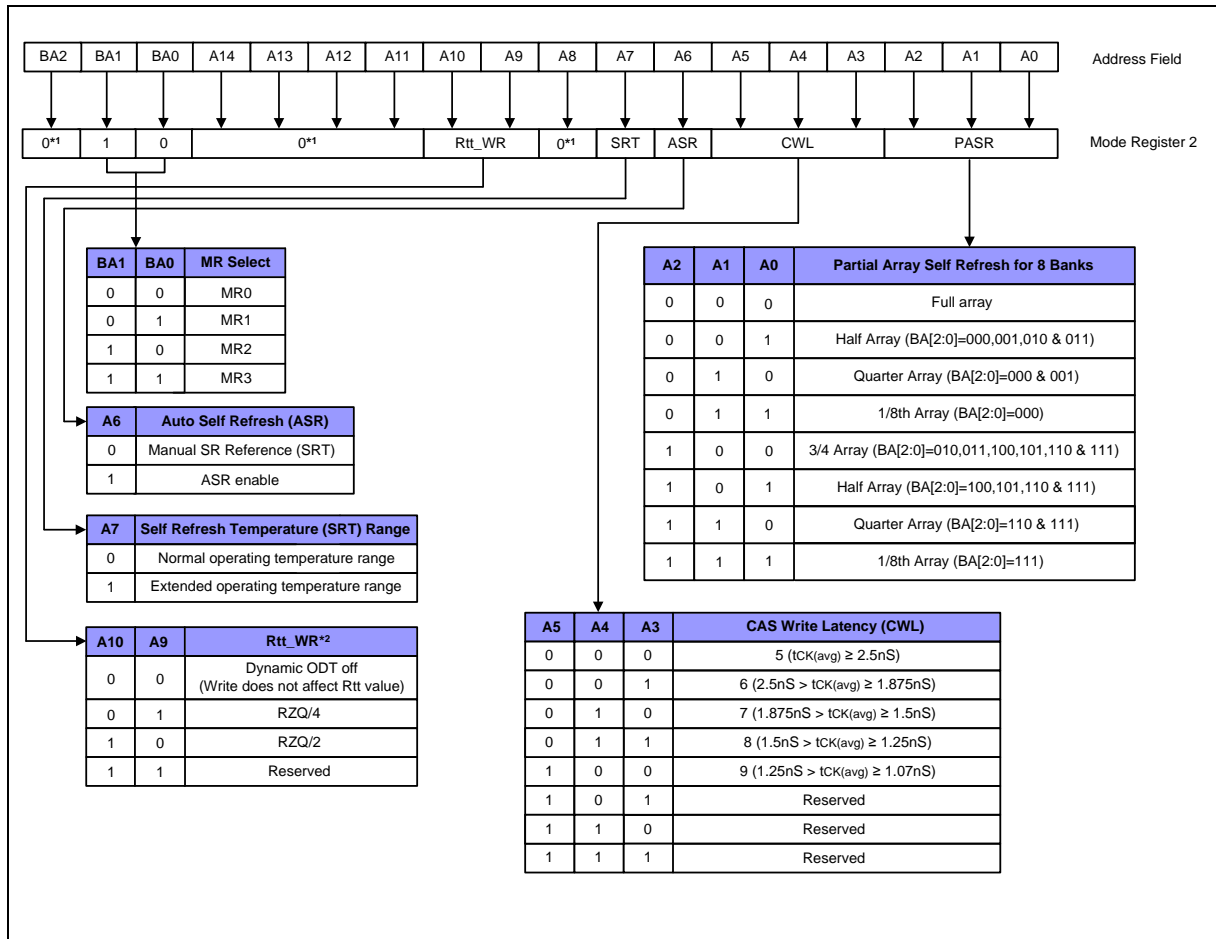 BA2 BA1 BA0 A14 A13 A12 A11 A10 A9 A8 A7 A6 A5 A4 A3 A2 A1 A0 Address Field
0*1 1 0 0*1 Rtt_WR 0*1 SRT ASR CWL PASR Mode Register 2
BA1 BA0 MR Select
0 0 MR0
0 1 MR1
1 0 MR2
1 1 MR3
A6 Auto Self Refresh (ASR)
0 Manual SR Reference (SRT)
1 ASR enable
A7 Self Refresh Temperature (SRT) Range
0 Normal operating temperature range
1 Extended operating temperature range
A10 A9 Rtt_WR*2
0 0 Dynamic ODT off
(Write does not affect Rtt value)
0 1 RZQ/4
1 0 RZQ/2
1 1 Reserved
A2 A1 A0 Partial Array Self Refresh for 8 Banks
0 0 0 Full array
0 0 1 Half Array (BA[2:0]=000,001,010 & 011)
0 1 0 Quarter Array (BA[2:0]=000 & 001)
0 1 1 1/8th Array (BA[2:0]=000)
1 0 0 3/4 Array (BA[2:0]=010,011,100,101,110 & 111)
1 0 1 Half Array (BA[2:0]=100,101,110 & 111)
1 1 0 Quarter Array (BA[2:0]=110 & 111)
1 1 1 1/8th Array (BA[2:0]=111)
A5 A4 A3 CAS Write Latency (CWL)
0 0 0 5 (tCK(avg) ≥ 2.5nS)
0 0 1 6 (2.5nS > tCK(avg) ≥ 1.875nS)
0 1 0 7 (1.875nS > tCK(avg) ≥ 1.5nS)
0 1 1 8 (1.5nS > tCK(avg) ≥ 1.25nS)
1 0 0 9 (1.25nS > tCK(avg) ≥ 1.07nS)
1 0 1 Reserved
1 1 0 Reserved
1 1 1 Reserved